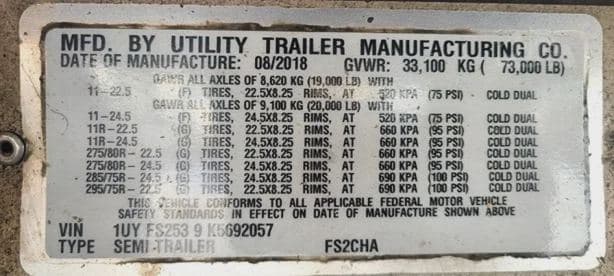 MFD. BY UTILITY TRAILER MANUFACTURING CO.
DATE OF MANUFACTURE: 08/2018 GVWR: 33,100 KG ( 73,000 LB)
GAWR ALL AXLES OF 8,620 KG (19,000 LB) WITH
11-22.5 (F) TIRES, 22.5X8.25 RIMS, AT 520 KPA (75 PSI) COLD DUAL
GAWR ALL AXLES OF 9,100 KG (20,000 LB) WITH
11-24.5 (F) TIRES, 24.5X8.25 RIMS, AT 520 KPA (75 PSI) COLD DUAL
11R-22.5 (G) TIRES, 22.5X8.25 RIMS, AT 660 KPA (95 PSI) COLD DUAL
11R-24.5 (G) TIRES, 24.5X8.25 RIMS, AT 660 KPA (95 PSI) COLD DUAL
275/80R- 22.5 (G) TIRES, 22.5X8.25 RIMS, AT 660 KPA (95 PSI) COLD DUAL
275/80R- 24.5 (G) TIRES, 24.5X8.25 RIMS, AT 660 KPA (95 PSI) COLD DUAL
285/75R- 24.5 (G) TIRES, 24.5X8.25 RIMS, AT 690 KPA (100 PSI) COLD DUAL
295/75R- 22.5 (G) TIRES, 22.5X8.25 RIMS, AT 690 KPA (100 PSI) COLD DUAL
THIS VEHICLE CONFORMS TO ALL APPLICABLE FEDERAL MOTOR VEHICLE
SAFETY STANDARDS IN EFFECT ON DATE OF MANUFACTURE SHOWN ABOVE
VIN 1UY FS253 9 K5692057
TYPE SEMI-TRAILER FS2CHA